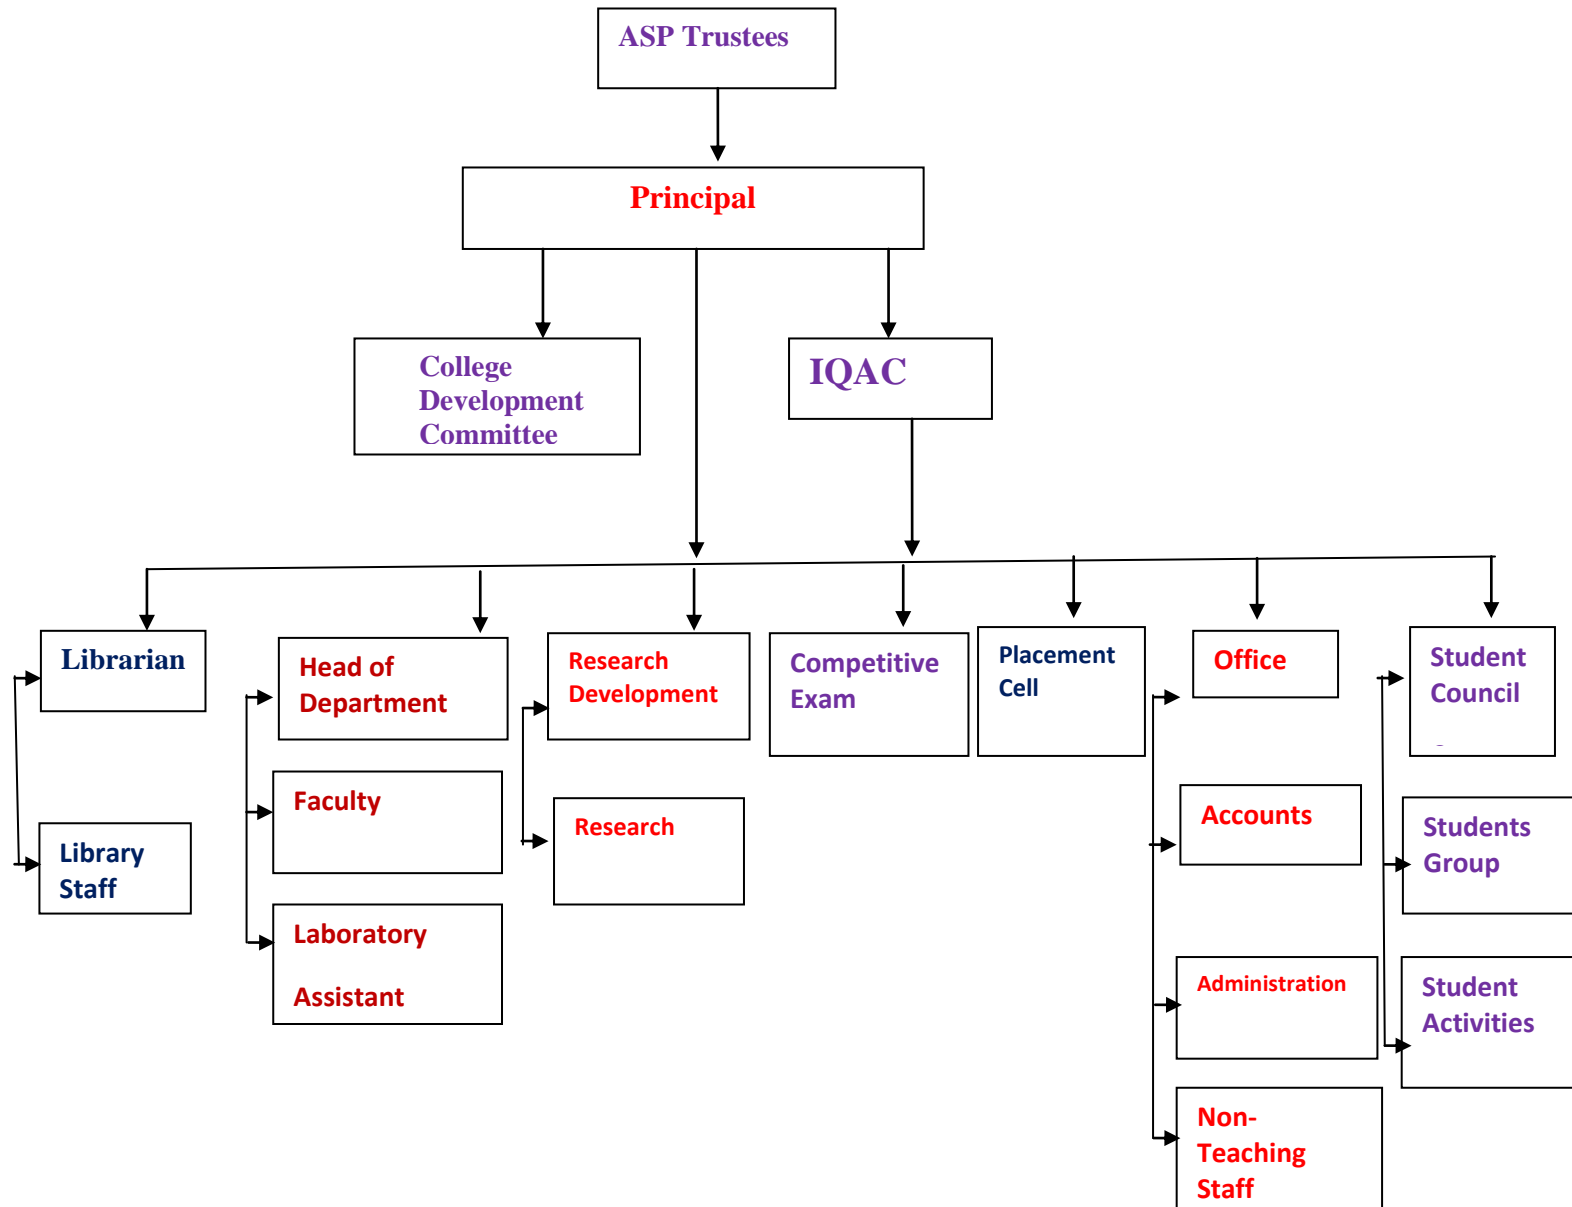 ASP Trustees
Principal
College
Development
Committee
IQAC
Librarian
Head of
Department
Research
Development
Competitive
Exam
Placement
Cell
Office
Student
Council
Library
Staff
Faculty
Laboratory
Assistant
Research
Accounts
Administration
Non-
Teaching
Staff
Students
Group
Student
Activities